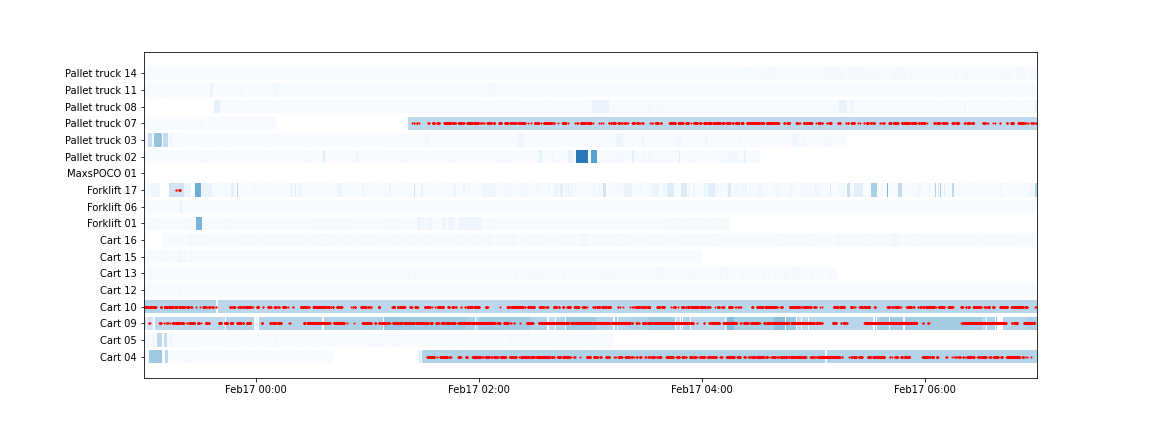 Pallet truck 14
Pallet truck 11
Pallet truck 08
Pallet truck 07
Pallet truck 03
Pallet truck 02
MaxsPOCO 01
Forklift 17
Forklift 06
Forklift 01
Cart 16
Cart 15
Cart 13
Cart 12
Cart 10
Cart 09
Cart 05
Cart 04
Feb17 00:00 Feb17 02:00 Feb17 04:00 Feb17 06:00